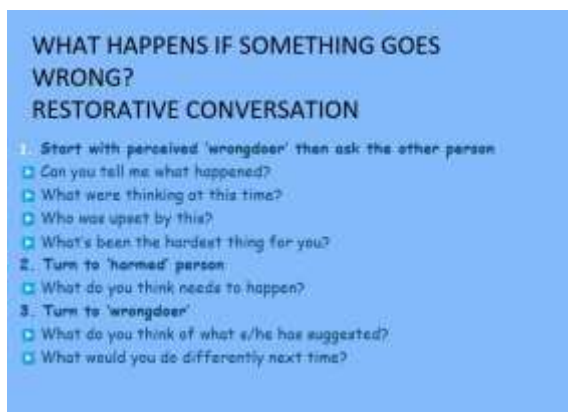 WHAT HAPPENS IF SOMETHING GOES
WRONG?
RESTORATIVE CONVERSATION
1. Start with perceived 'wrongdoer' then ask the other person
Can you tell me what happened?
What were thinking at this time?
Who was upset by this?
What's been the hardest thing for you?
2. Turn to 'harmed' person
What do you think needs to happen?
3. Turn to 'wrongdoer'
What do you think of what s/he has suggested?
What would you do differently next time?